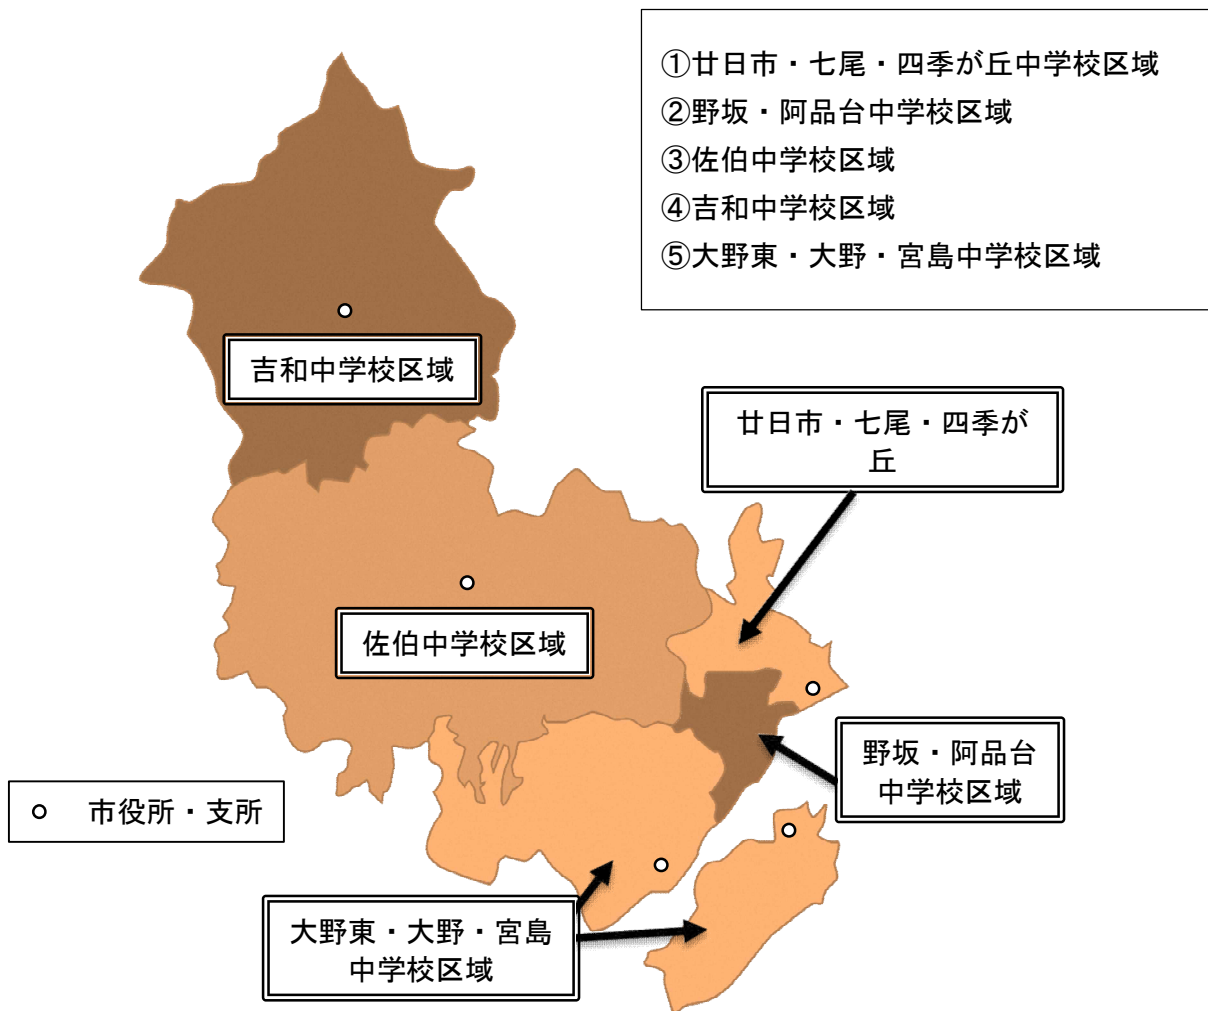 ①廿日市・七尾・四季が丘中学校区域
②野坂・阿品台中学校区域
③佐伯中学校区域
④吉和中学校区域
⑤大野東・大野・宮島中学校区域
吉和中学校区域
廿日市・七尾・四季が
丘
佐伯中学校区域
野坂・阿品台
中学校区域
市役所・支所
大野東・大野・宮島
中学校区域